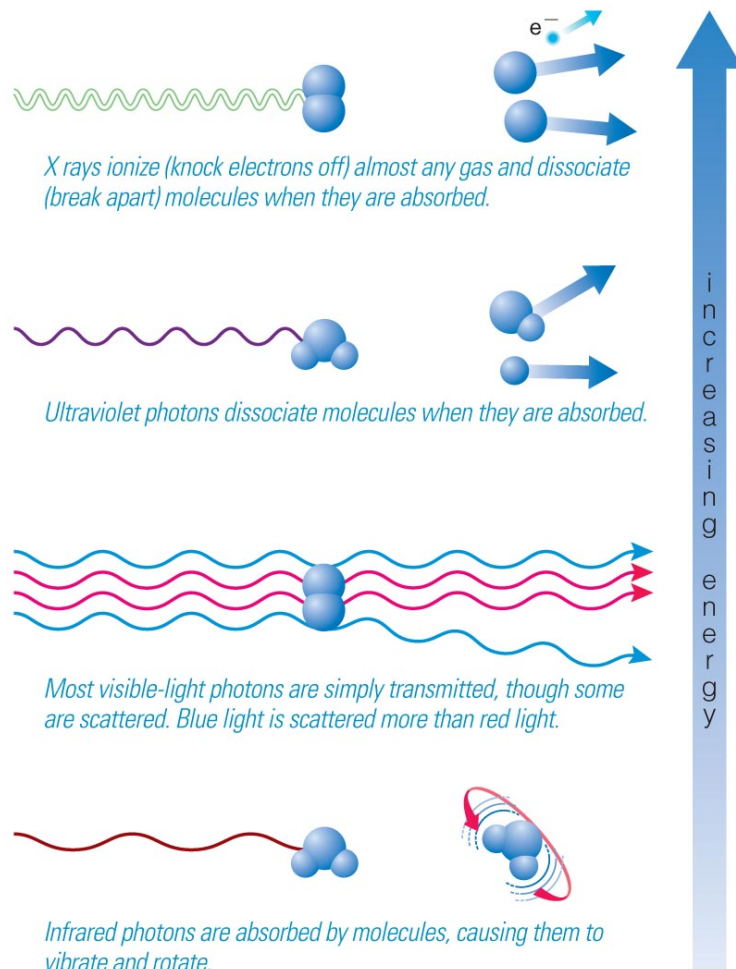 e−
X rays ionize (knock electrons off) almost any gas and dissociate
(break apart) molecules when they are absorbed.
Ultraviolet photons dissociate molecules when they are absorbed.
Most visible-light photons are simply transmitted, though some
are scattered. Blue light is scattered more than red light.
Infrared photons are absorbed by molecules, causing them to
vibrate and rotate.
increasing energy